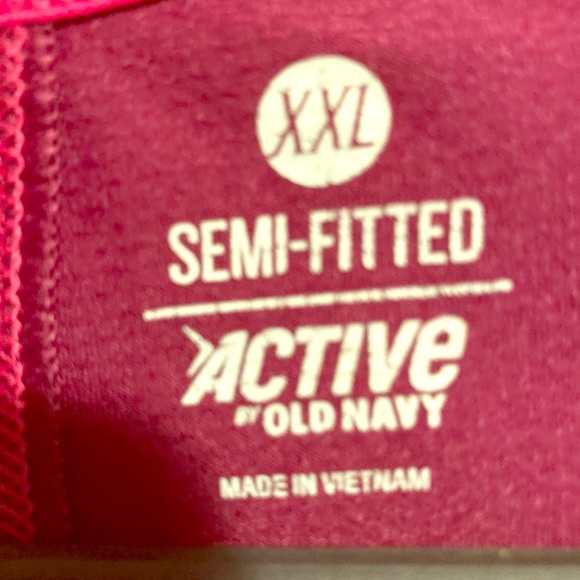 XXL
SEMI-FITTED
ACTIVE
BY OLD NAVY
MADE IN VIETNAM